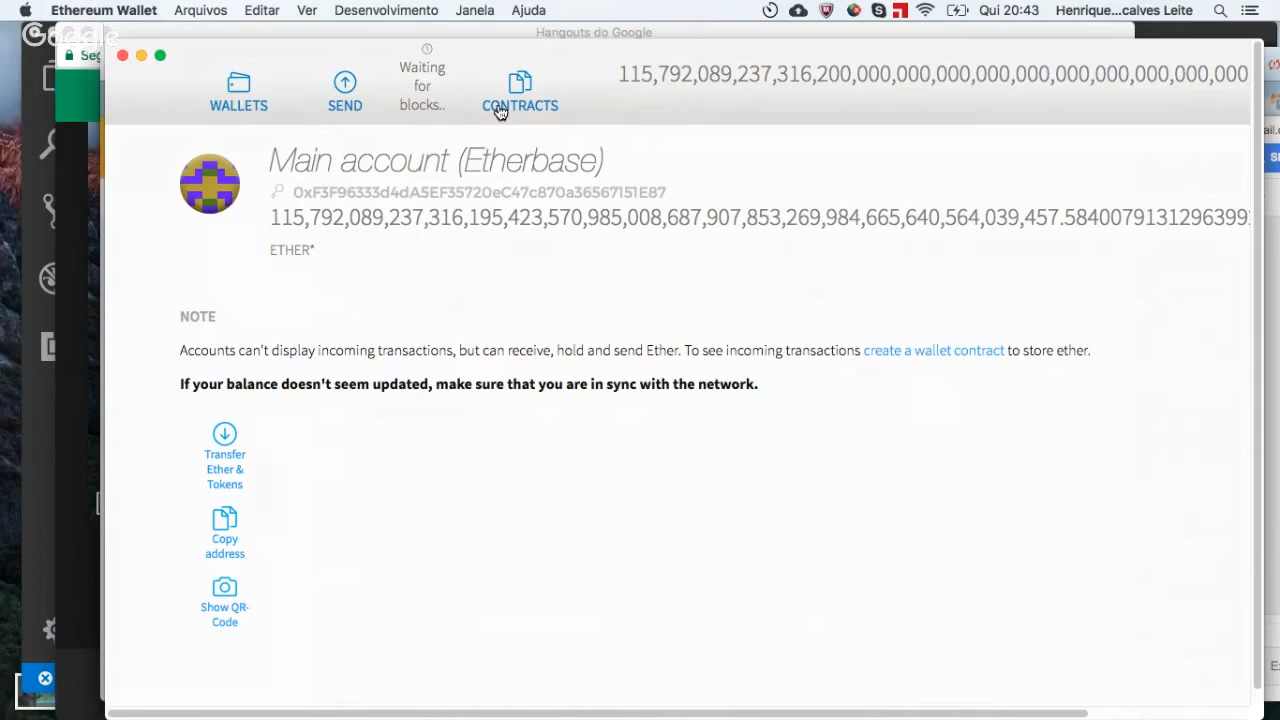 Ethereum Wallet Arquivos Editar Ver Desenvolvimento Janela Ajuda Qui 20:43 Henrique...calves Leite
Google
Hangouts do Google
Seg
WALLETS
SEND
Waiting
for
blocks..
CONTRACTS
115,792,089,237,316,200,000,000,000,000,000,000,000,000,000,000
Main account (Etherbase)
0xF3F96333d4dA5EF35720eC47c870a36567151E87
115,792,089,237,316,195,423,570,985,008,687,907,853,269,984,665,640,564,039,457.584007913129639
ETHER*
NOTE
Accounts can't display incoming transactions, but can receive, hold and send Ether. To see incoming transactions create a wallet contract to store ether.
If your balance doesn't seem updated, make sure that you are in sync with the network.
Transfer
Ether &
Tokens
Copy
address
Show QR-
Code